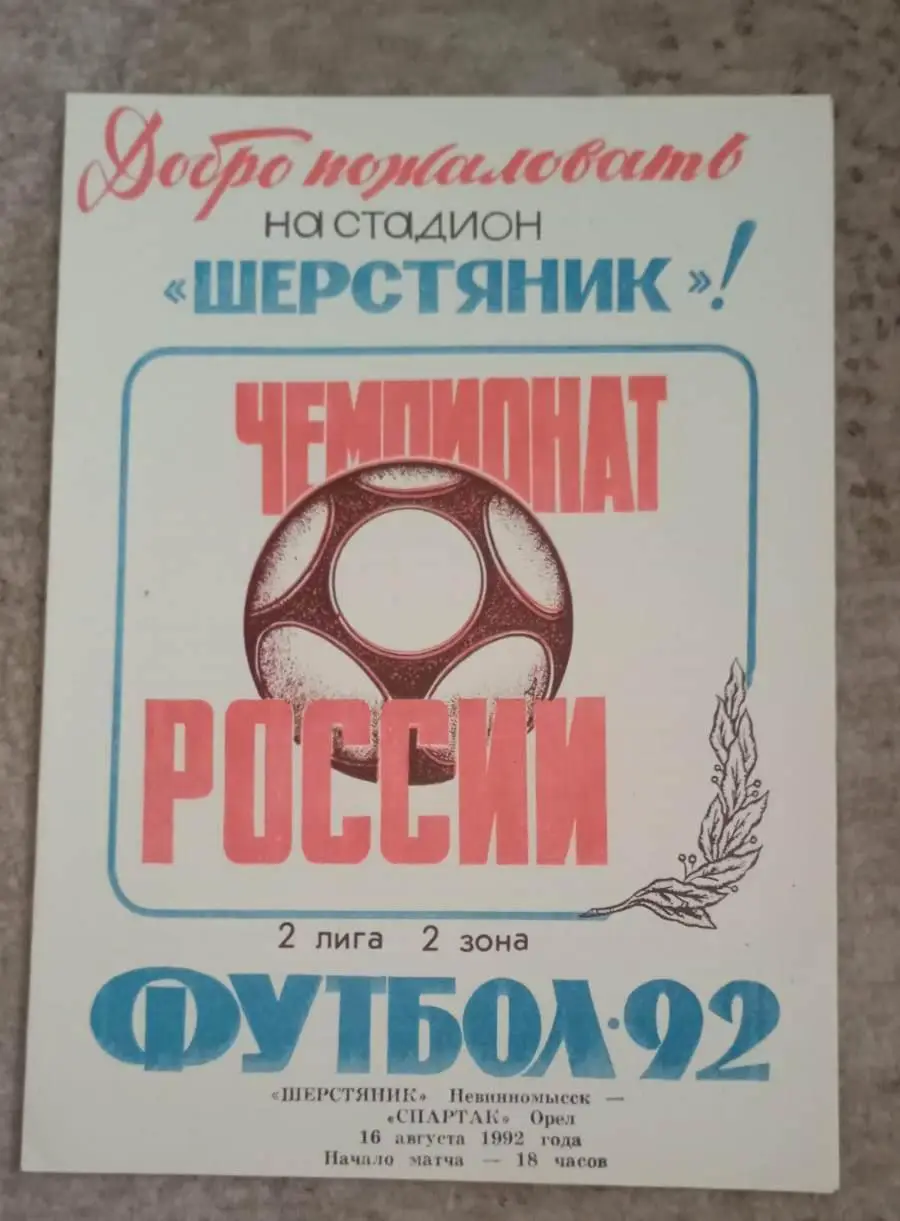 Добро пожаловать
НА СТАДИОН
«ШЕРСТЯНИК»!
ЧЕМПИОНАТ
РОССИИ
2 лига 2 зона
ФУТБОЛ·92
«ШЕРСТЯНИК» Невинномысск —
«СПАРТАК» Орел
16 августа 1992 года
Начало матча — 18 часов